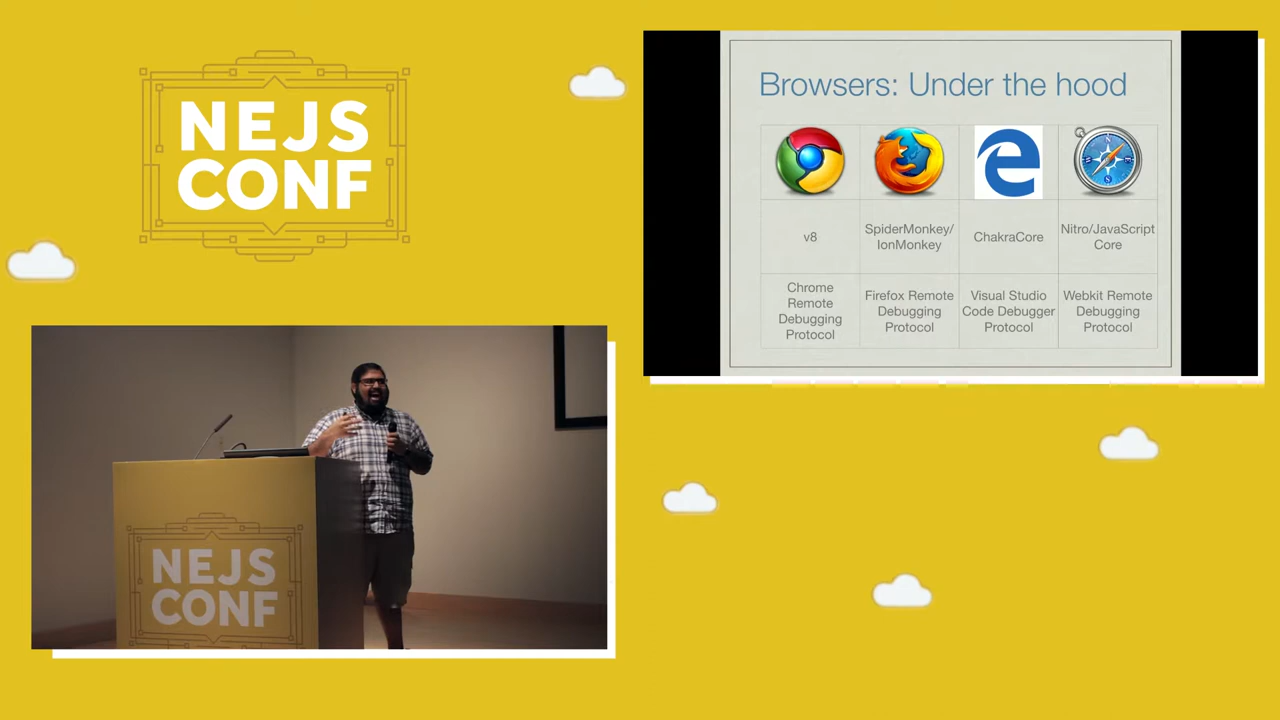 NEJS
CONF
Browsers: Under the hood
v8
SpiderMonkey/
IonMonkey
ChakraCore
Nitro/JavaScript
Core
Chrome
Remote
Debugging
Protocol
Firefox Remote
Debugging
Protocol
Visual Studio
Code Debugger
Protocol
Webkit Remote
Debugging
Protocol
NEJS
CONF